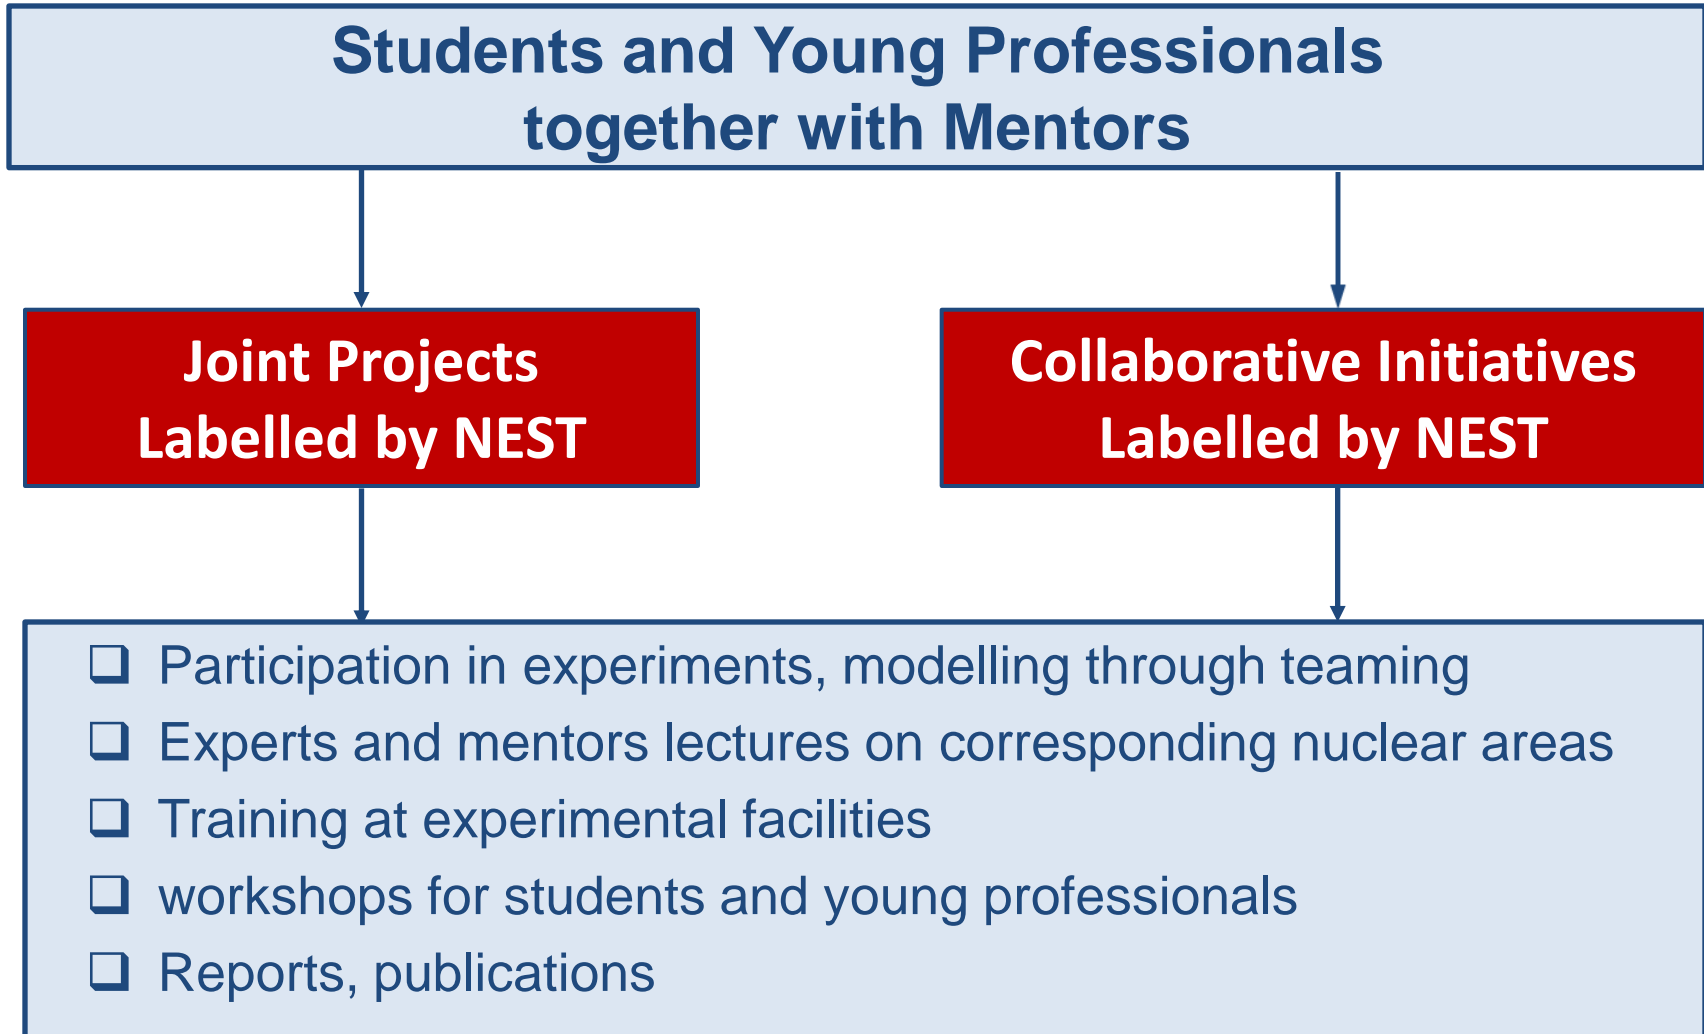 Students and Young Professionals
together with Mentors
Joint Projects
Labelled by NEST
Collaborative Initiatives
Labelled by NEST
Participation in experiments, modelling through teaming
Experts and mentors lectures on corresponding nuclear areas
Training at experimental facilities
workshops for students and young professionals
Reports, publications